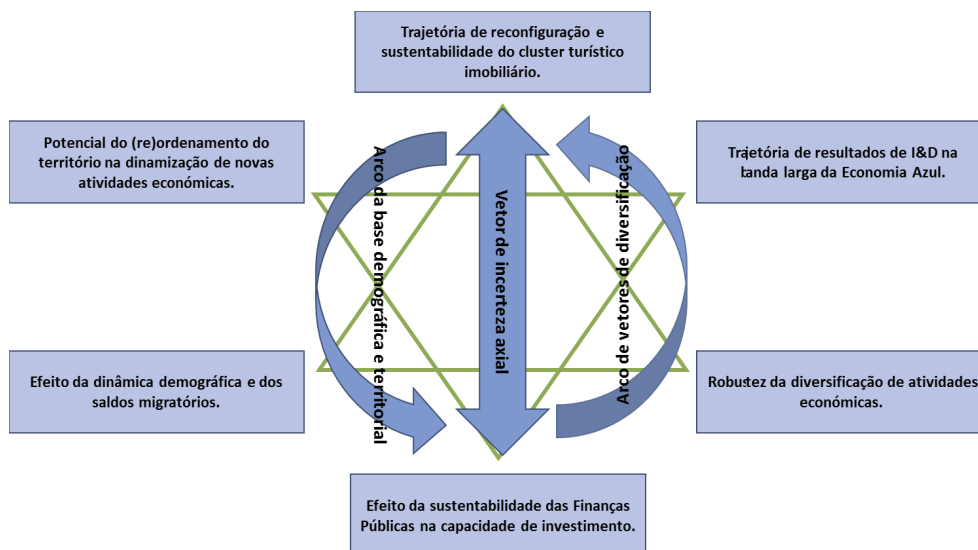 Trajetória de reconfiguração e
sustentabilidade do cluster turístico
imobiliário.
Potencial do (re)ordenamento do
território na dinamização de novas
atividades económicas.
Trajetória de resultados de I&D na
banda larga da Economia Azul.
Arco da base demográfica e territorial
Vetor de incerteza axial
Arco de vetores de diversificação
Efeito da dinâmica demográfica e dos
saldos migratórios.
Robustez da diversificação de atividades
económicas.
Efeito da sustentabilidade das Finanças
Públicas na capacidade de investimento.